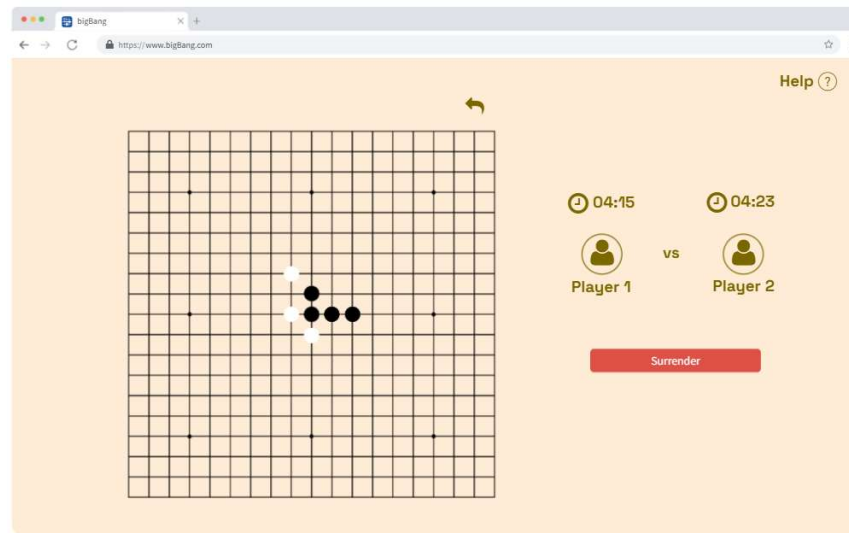 bigBang
https://www.bigBang.com
Help ?
04:15
04:23
Player 1
vs
Player 2
Surrender